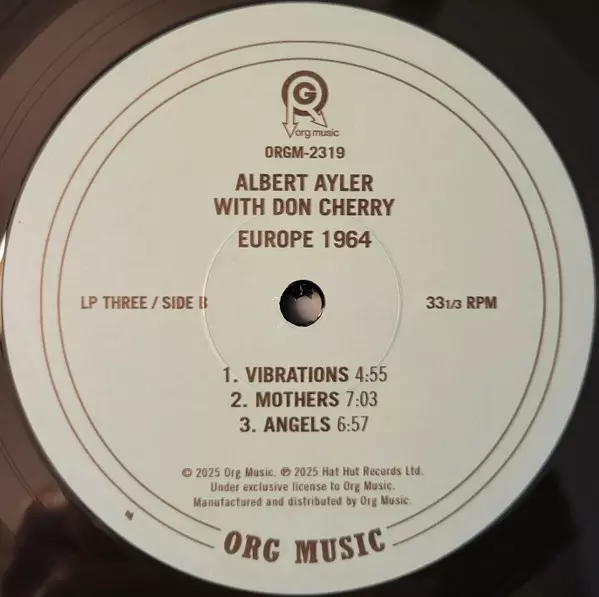 org music
ORGM-2319
ALBERT AYLER
WITH DON CHERRY
EUROPE 1964
LP THREE / SIDE B
33 1/3 RPM
1. VIBRATIONS 4:55
2. MOTHERS 7:03
3. ANGELS 6:57
© 2025 Org Music. ℗ 2025 Hat Hut Records Ltd.
Under exclusive license to Org Music.
Manufactured and distributed by Org Music.
ORG MUSIC